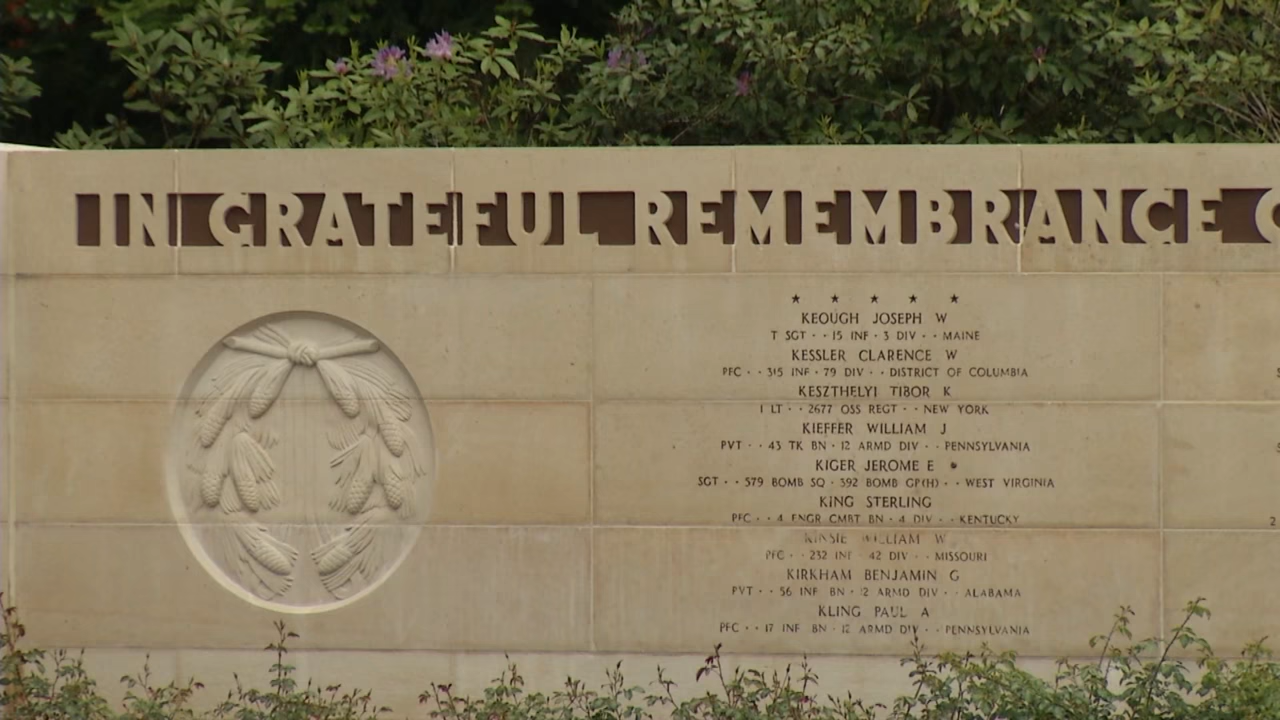 IN GRATEFUL REMEMBRANCE
★ ★ ★ ★ ★
KEOUGH JOSEPH W
T SGT · · 15 INF · 3 DIV · · MAINE
KESSLER CLARENCE W
PFC · · 315 INF · 79 DIV · · DISTRICT OF COLUMBIA
KESZTHELYI TIBOR K
1 LT · · 2677 OSS REGT · · NEW YORK
KIEFFER WILLIAM J
PVT · · 43 TK BN · 12 ARMD DIV · · PENNSYLVANIA
KIGER JEROME E
SGT · · 579 BOMB SQ · 392 BOMB GP(H) · · WEST VIRGINIA
KING STERLING
PFC · · 4 ENGR CMBT BN · 4 DIV · · KENTUCKY
KINSIE WILLIAM W
PFC · · 232 INF · 42 DIV · · MISSOURI
KIRKHAM BENJAMIN G
PVT · · 56 INF BN · 12 ARMD DIV · · ALABAMA
KLING PAUL A
PFC · · 17 INF BN · 12 ARMD DIV · · PENNSYLVANIA